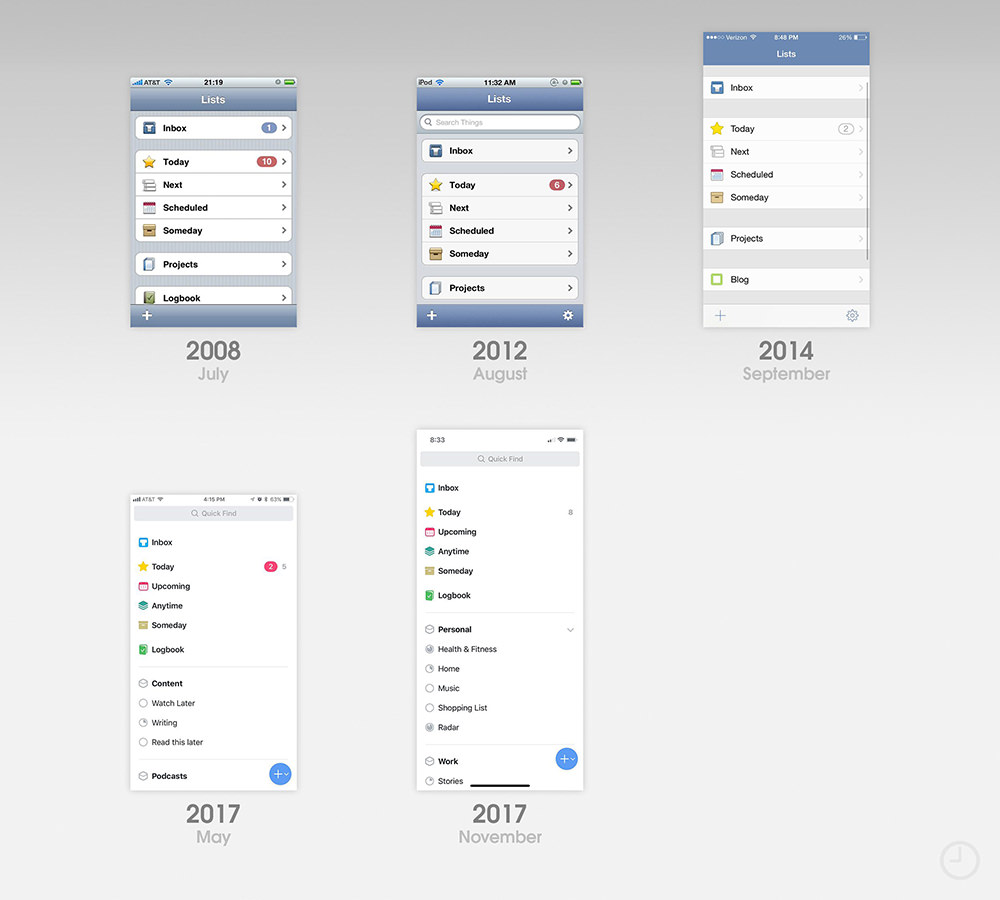 AT&T 21:19
Lists
Inbox 1
Today 10
Next
Scheduled
Someday
Projects
Logbook
2008
July
iPod 11:32 AM
Lists
Search Things
Inbox
Today 6
Next
Scheduled
Someday
Projects
2012
August
Verizon 8:48 PM 26%
Lists
Inbox
Today 2
Next
Scheduled
Someday
Projects
Blog
2014
September
AT&T 4:15 PM 63%
Quick Find
Inbox
Today 2 5
Upcoming
Anytime
Someday
Logbook
Content
Watch Later
Writing
Read this later
Podcasts
2017
May
8:33
Quick Find
Inbox
Today 8
Upcoming
Anytime
Someday
Logbook
Personal
Health & Fitness
Home
Music
Shopping List
Radar
Work
Stories
2017
November